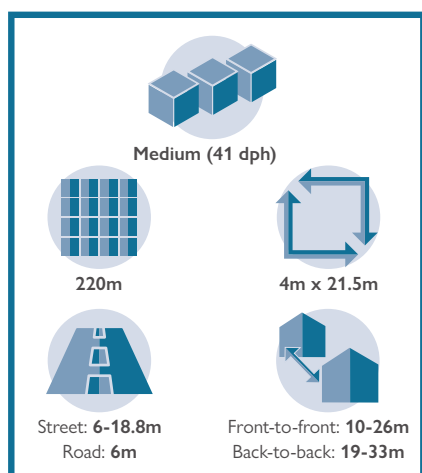 Medium (41 dph)
220m
4m x 21.5m
Street: 6-18.8m
Road: 6m
Front-to-front: 10-26m
Back-to-back: 19-33m